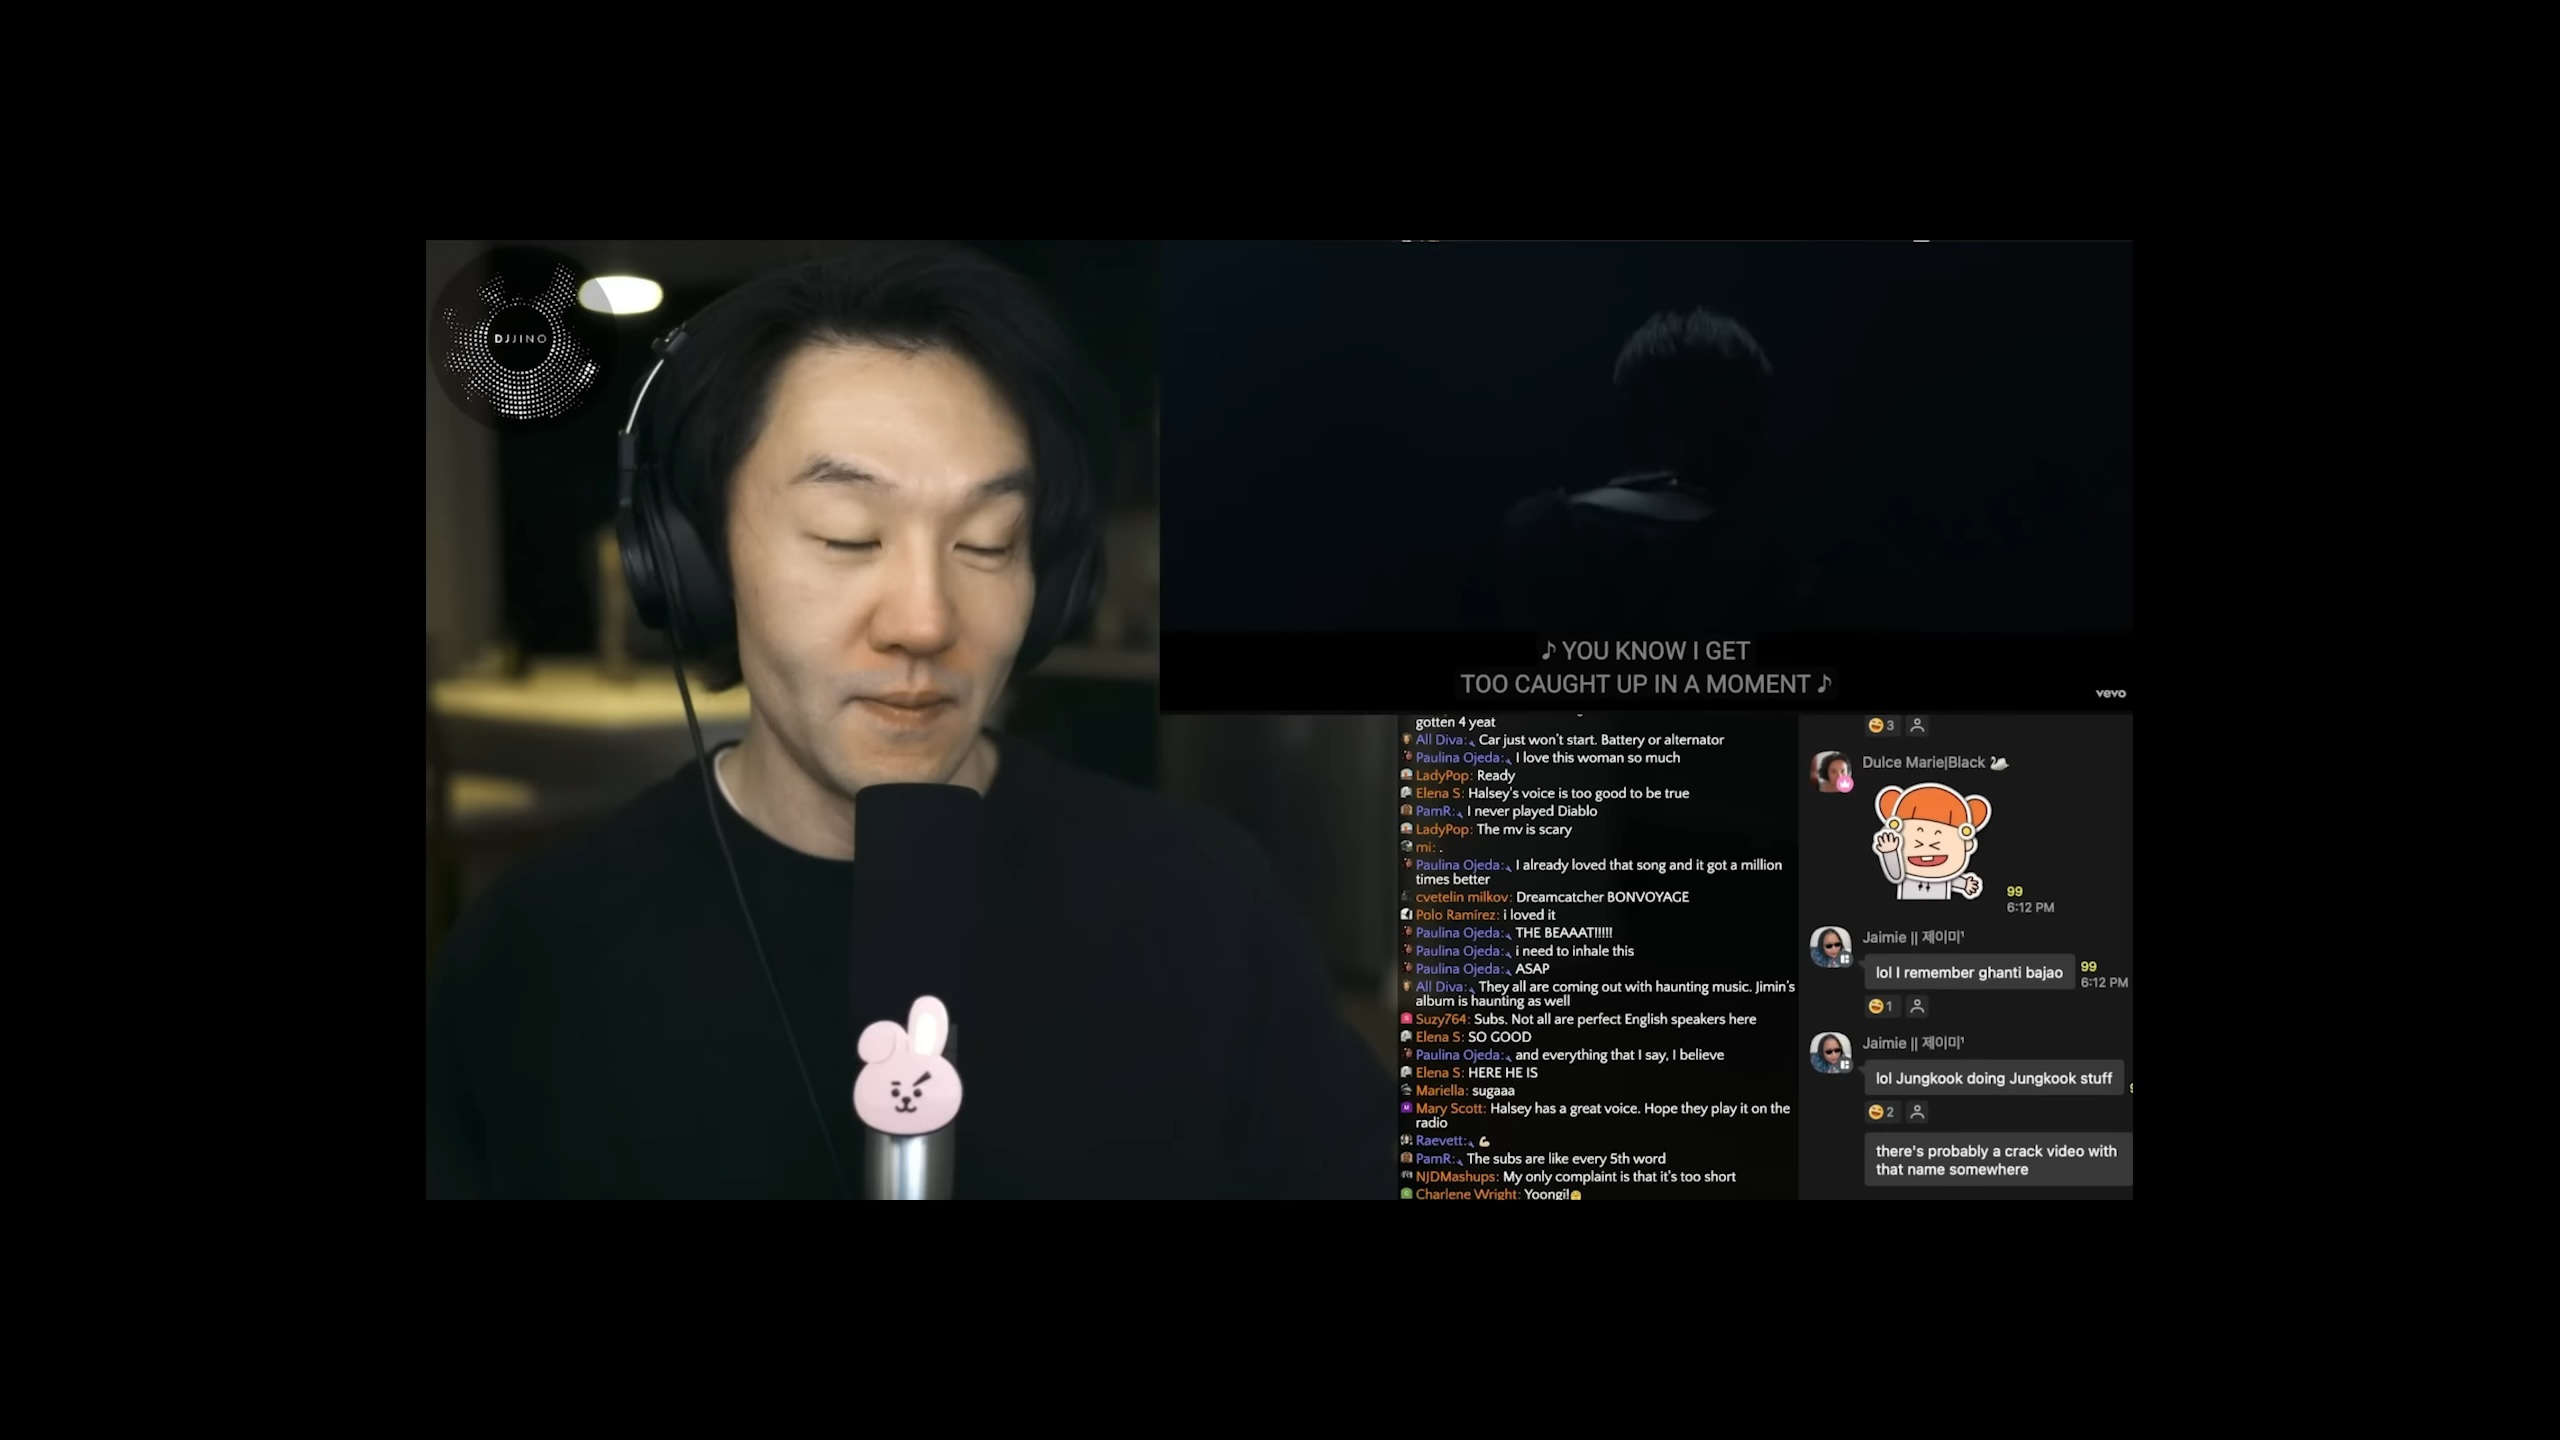 DJJINO
♪ YOU KNOW I GET
TOO CAUGHT UP IN A MOMENT ♪
vevo
gotten 4 yeat
All Diva: Car just won't start. Battery or alternator
Paulina Ojeda: I love this woman so much
LadyPop: Ready
Elena S: Halsey's voice is too good to be true
PamR: I never played Diablo
LadyPop: The mv is scary
mi: .
Paulina Ojeda: I already loved that song and it got a million
times better
cvetelin milkov: Dreamcatcher BONVOYAGE
Polo Ramírez: i loved it
Paulina Ojeda: THE BEAAAT!!!!!
Paulina Ojeda: i need to inhale this
Paulina Ojeda: ASAP
All Diva: They all are coming out with haunting music. Jimin's
album is haunting as well
Suzy764: Subs. Not all are perfect English speakers here
Elena S: SO GOOD
Paulina Ojeda: and everything that I say, I believe
Elena S: HERE HE IS
Mariella: sugaaa
Mary Scott: Halsey has a great voice. Hope they play it on the
radio
Raevett: 💪
PamR: The subs are like every 5th word
NJDMashups: My only complaint is that it's too short
Charlene Wright: Yoongi!
3
Dulce Marie|Black 🦢
99
6:12 PM
Jaimie || 제이미¹
lol I remember ghanti bajao
99
6:12 PM
1
Jaimie || 제이미¹
lol Jungkook doing Jungkook stuff
2
there's probably a crack video with
that name somewhere